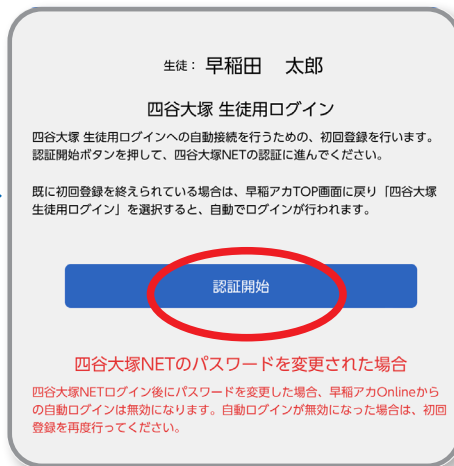 生徒： 早稲田　太郎
四谷大塚 生徒用ログイン
四谷大塚 生徒用ログインへの自動接続を行うための、初回登録を行います。
認証開始ボタンを押して、四谷大塚NETの認証に進んでください。
既に初回登録を終えられている場合は、早稲アカTOP画面に戻り「四谷大塚
生徒用ログイン」を選択すると、自動でログインが行われます。
認証開始
四谷大塚NETのパスワードを変更された場合
四谷大塚NETログイン後にパスワードを変更した場合、早稲アカOnlineから
の自動ログインは無効になります。自動ログインが無効になった場合は、初回
登録を再度行ってください。